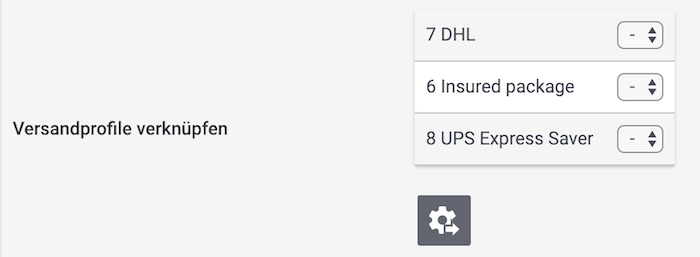 7 DHL -
6 Insured package -
Versandprofile verknüpfen
8 UPS Express Saver -